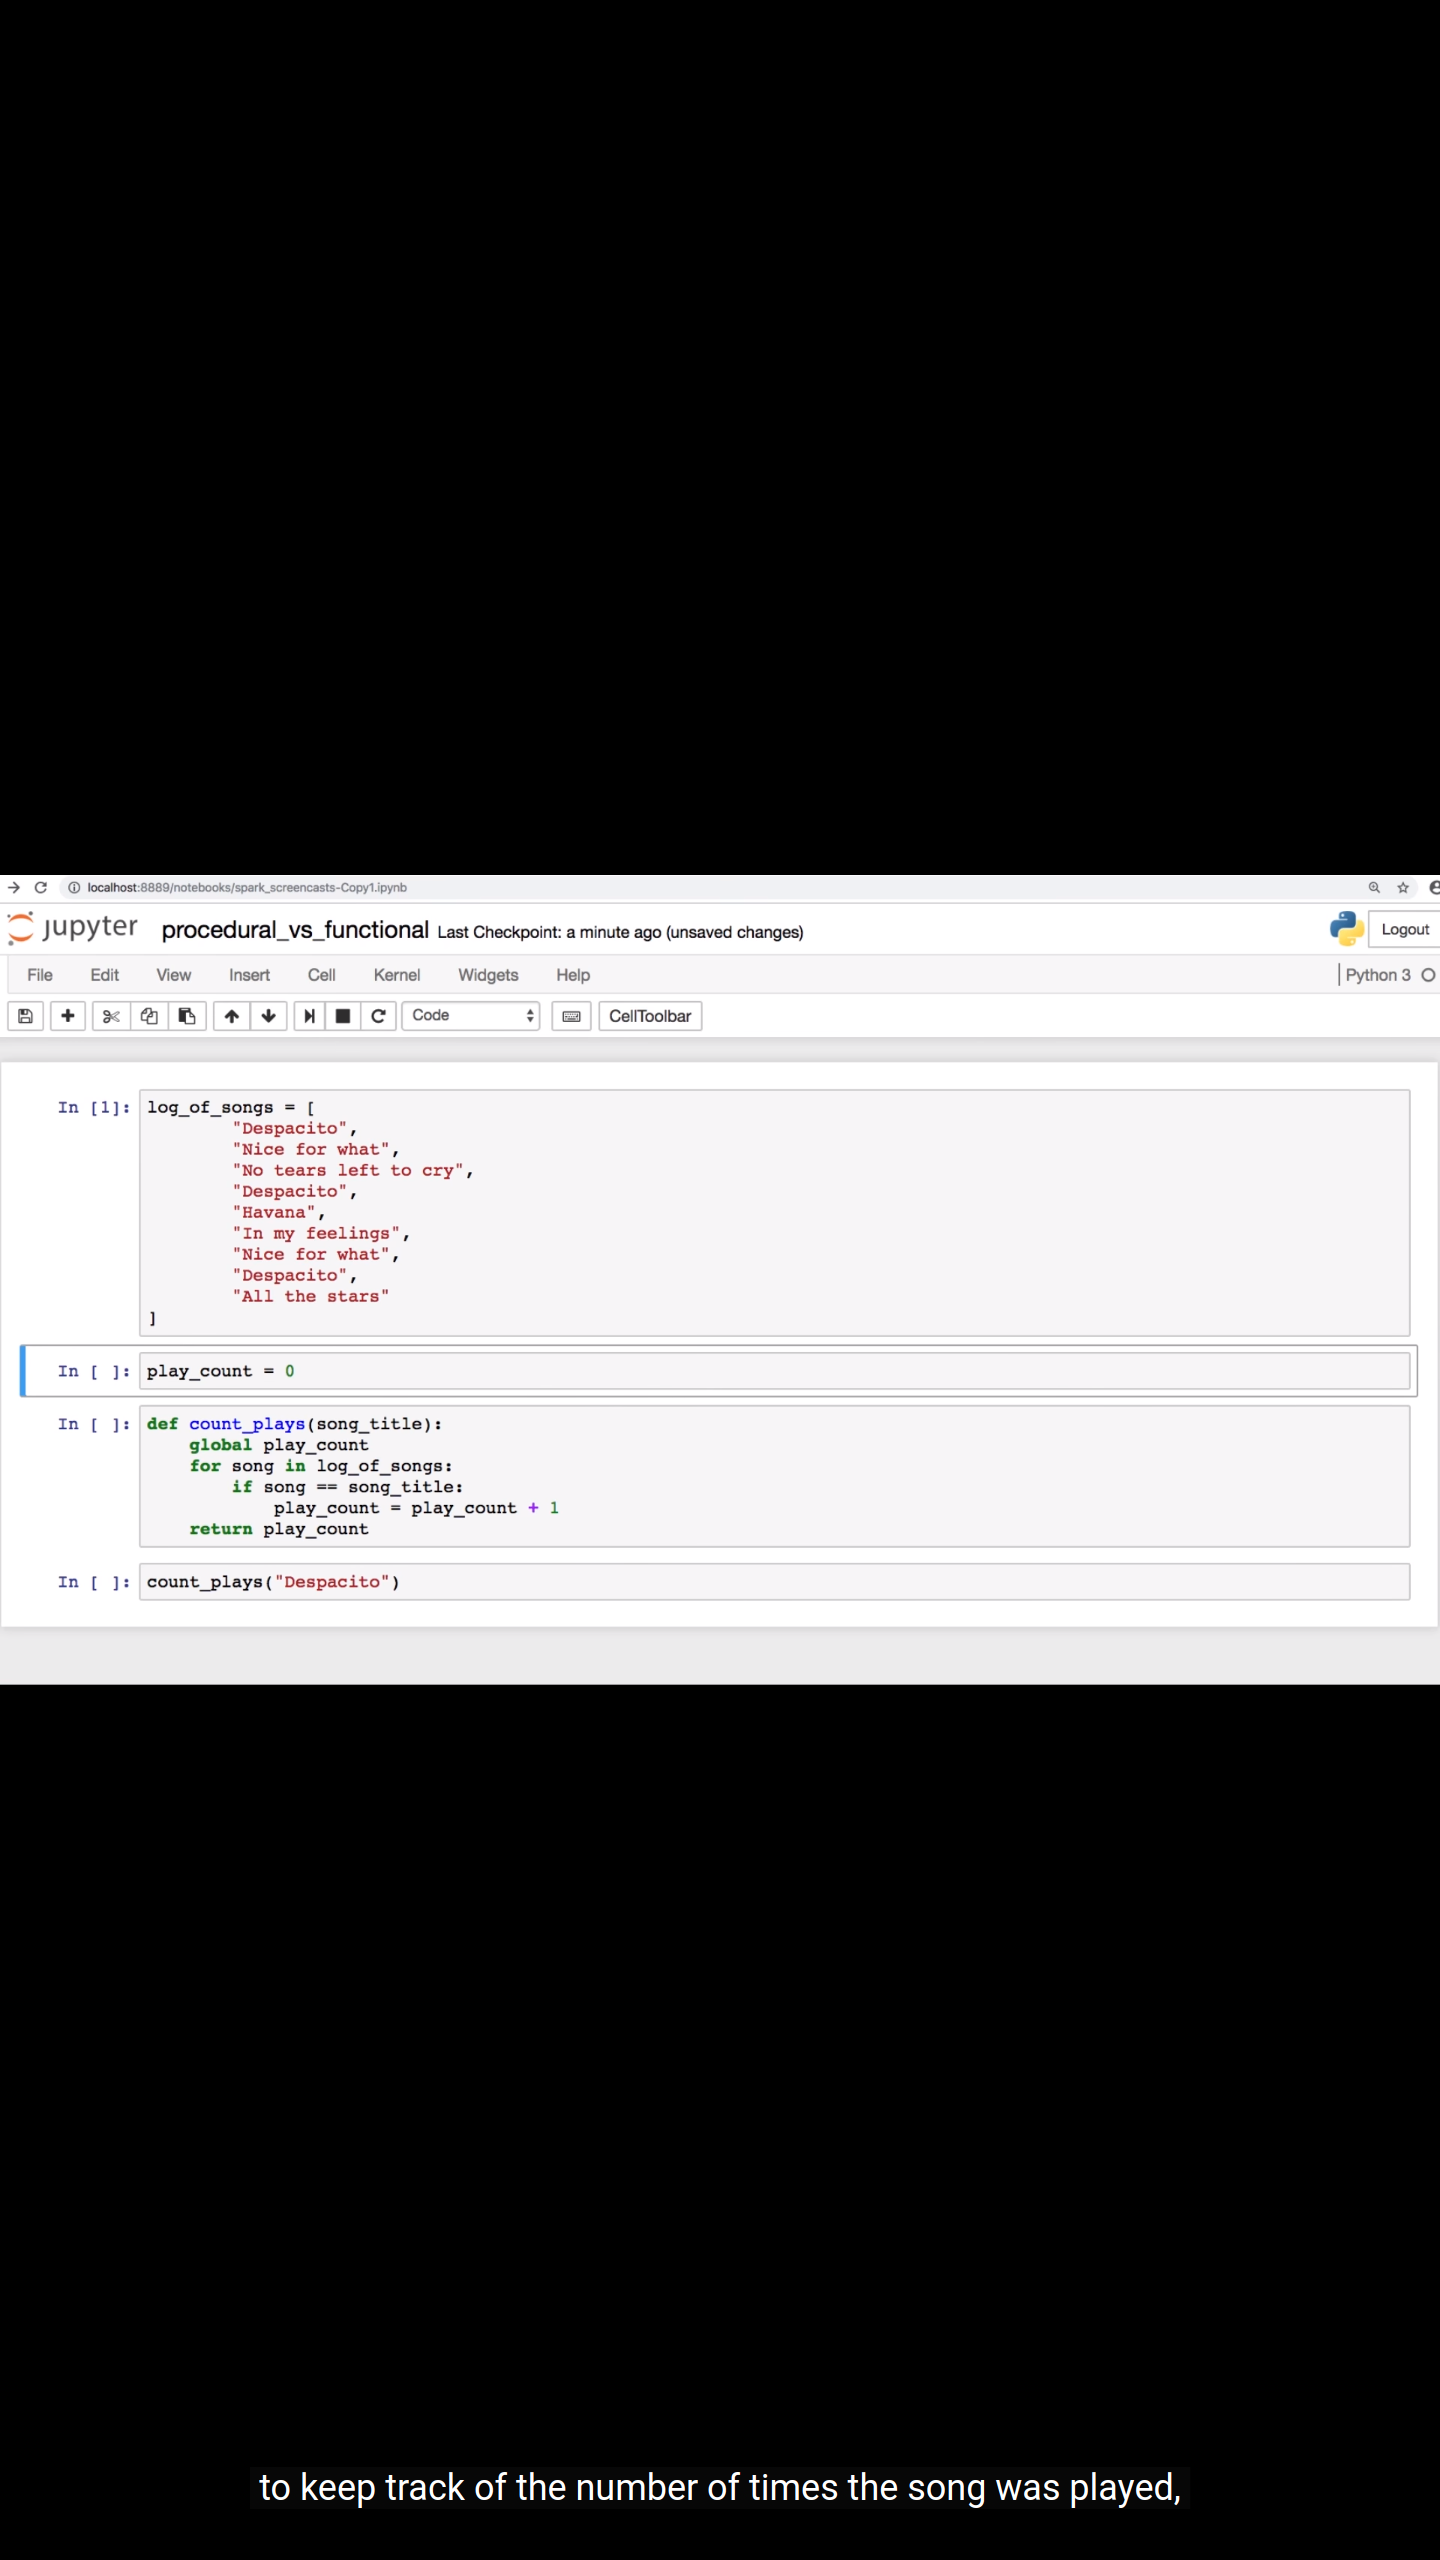 localhost:8889/notebooks/spark_screencasts-Copy1.ipynb
jupyter procedural_vs_functional Last Checkpoint: a minute ago (unsaved changes) Logout
File Edit View Insert Cell Kernel Widgets Help Python 3
Code CellToolbar
In [1]: log_of_songs = [
"Despacito",
"Nice for what",
"No tears left to cry",
"Despacito",
"Havana",
"In my feelings",
"Nice for what",
"Despacito",
"All the stars"
]
In [ ]: play_count = 0
In [ ]: def count_plays(song_title):
global play_count
for song in log_of_songs:
if song == song_title:
play_count = play_count + 1
return play_count
In [ ]: count_plays("Despacito")
to keep track of the number of times the song was played,